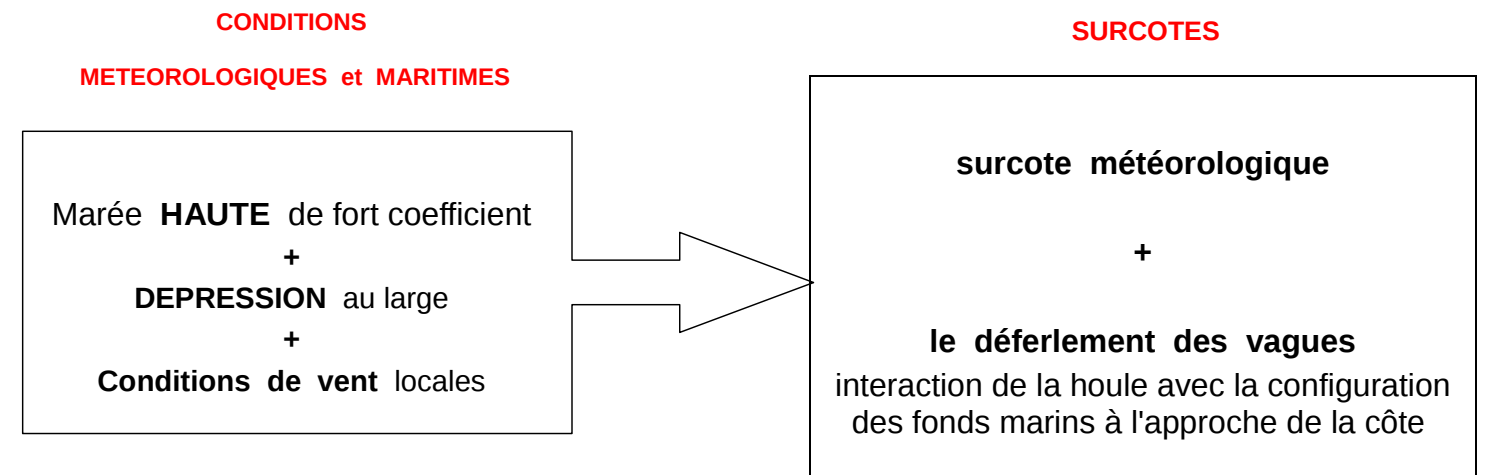 CONDITIONS
METEOROLOGIQUES et MARITIMES
Marée HAUTE de fort coefficient
+
DEPRESSION au large
+
Conditions de vent locales
SURCOTES
surcote météorologique
+
le déferlement des vagues
interaction de la houle avec la configuration
des fonds marins à l'approche de la côte